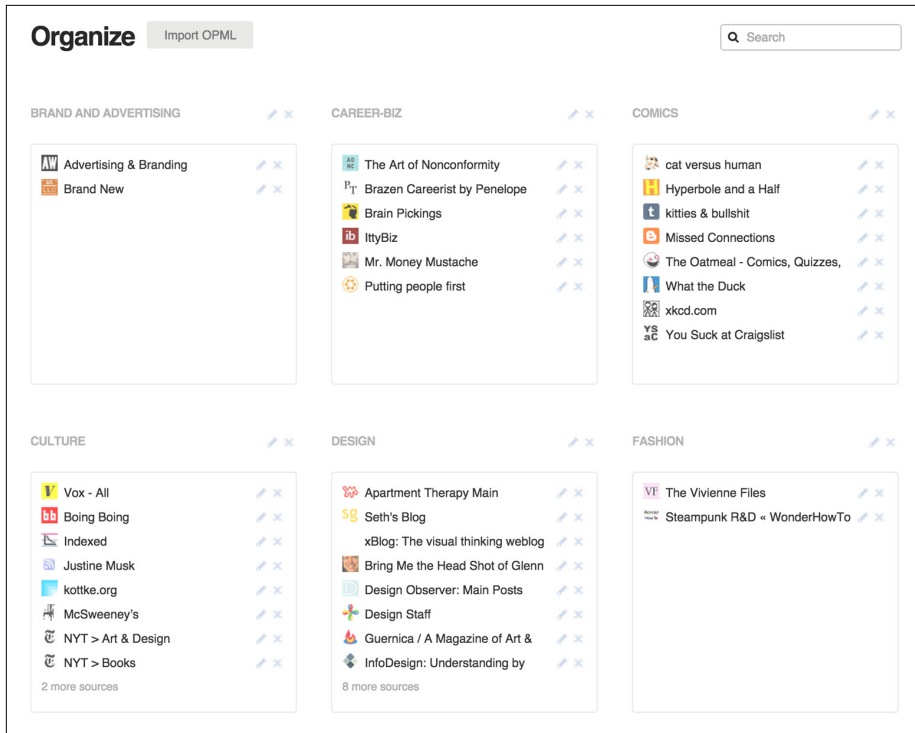 Organize
Import OPML
Search
BRAND AND ADVERTISING
Advertising & Branding
Brand New
CAREER-BIZ
The Art of Nonconformity
Brazen Careerist by Penelope
Brain Pickings
IttyBiz
Mr. Money Mustache
Putting people first
COMICS
cat versus human
Hyperbole and a Half
kitties & bullshit
Missed Connections
The Oatmeal - Comics, Quizzes,
What the Duck
xkcd.com
You Suck at Craigslist
CULTURE
Vox - All
Boing Boing
Indexed
Justine Musk
kottke.org
McSweeney's
NYT > Art & Design
NYT > Books
2 more sources
DESIGN
Apartment Therapy Main
Seth's Blog
xBlog: The visual thinking weblog
Bring Me the Head Shot of Glenn
Design Observer: Main Posts
Design Staff
Guernica / A Magazine of Art &
InfoDesign: Understanding by
8 more sources
FASHION
The Vivienne Files
Steampunk R&D « WonderHowTo